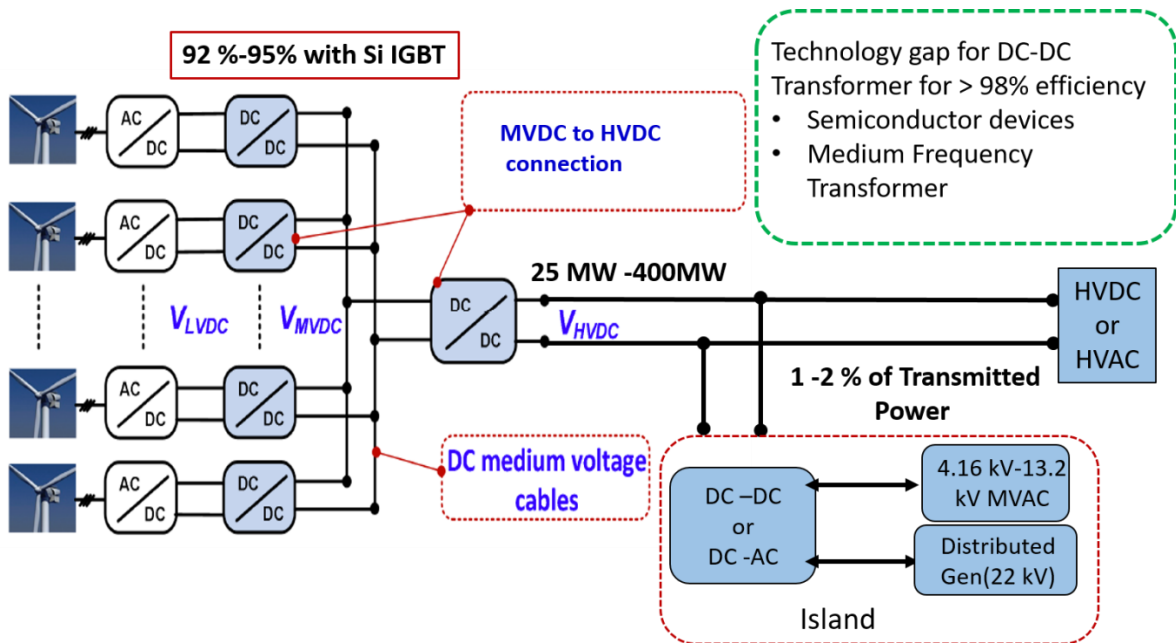 92 %-95% with Si IGBT
Technology gap for DC-DC
Transformer for > 98% efficiency
• Semiconductor devices
• Medium Frequency
Transformer
MVDC to HVDC
connection
AC
DC
DC
DC
AC
DC
DC
DC
V_LVDC
V_MVDC
DC
DC
25 MW -400MW
V_HVDC
HVDC
or
HVAC
1 -2 % of Transmitted
Power
AC
DC
DC
DC
AC
DC
DC
DC
DC medium voltage
cables
DC –DC
or
DC -AC
4.16 kV-13.2
kV MVAC
Distributed
Gen(22 kV)
Island